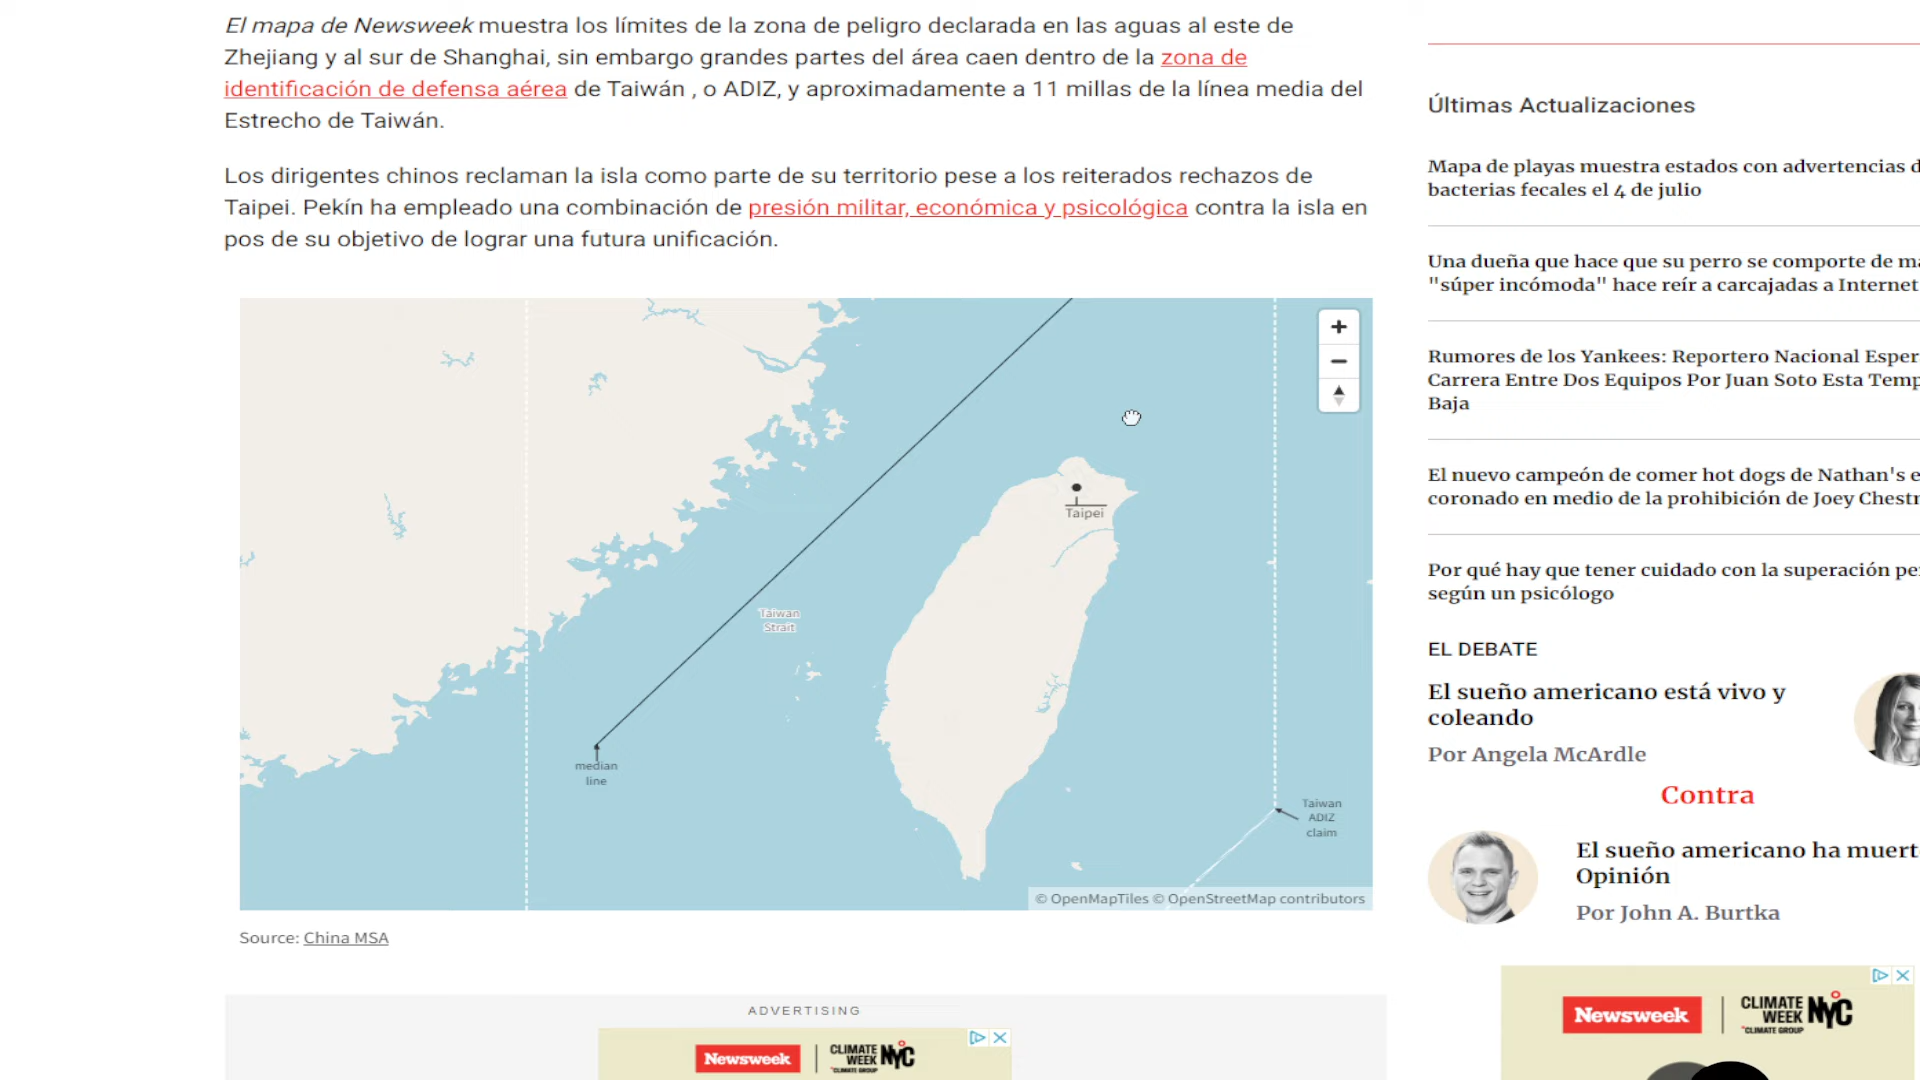 El mapa de Newsweek muestra los límites de la zona de peligro declarada en las aguas al este de
Zhejiang y al sur de Shanghai, sin embargo grandes partes del área caen dentro de la zona de
identificación de defensa aérea de Taiwán , o ADIZ, y aproximadamente a 11 millas de la línea media del
Estrecho de Taiwán.
Los dirigentes chinos reclaman la isla como parte de su territorio pese a los reiterados rechazos de
Taipei. Pekín ha empleado una combinación de presión militar, económica y psicológica contra la isla en
pos de su objetivo de lograr una futura unificación.
Taipei
Taiwan
Strait
median
line
Taiwan
ADIZ
claim
© OpenMapTiles © OpenStreetMap contributors
Source: China MSA
ADVERTISING
Newsweek
CLIMATE
WEEK NYC
°CLIMATE GROUP
Últimas Actualizaciones
Mapa de playas muestra estados con advertencias d
bacterias fecales el 4 de julio
Una dueña que hace que su perro se comporte de ma
"súper incómoda" hace reír a carcajadas a Internet
Rumores de los Yankees: Reportero Nacional Esper
Carrera Entre Dos Equipos Por Juan Soto Esta Temp
Baja
El nuevo campeón de comer hot dogs de Nathan's e
coronado en medio de la prohibición de Joey Chestn
Por qué hay que tener cuidado con la superación pe
según un psicólogo
EL DEBATE
El sueño americano está vivo y
coleando
Por Angela McArdle
Contra
El sueño americano ha muert
Opinión
Por John A. Burtka
Newsweek
CLIMATE
WEEK NYC
°CLIMATE GROUP